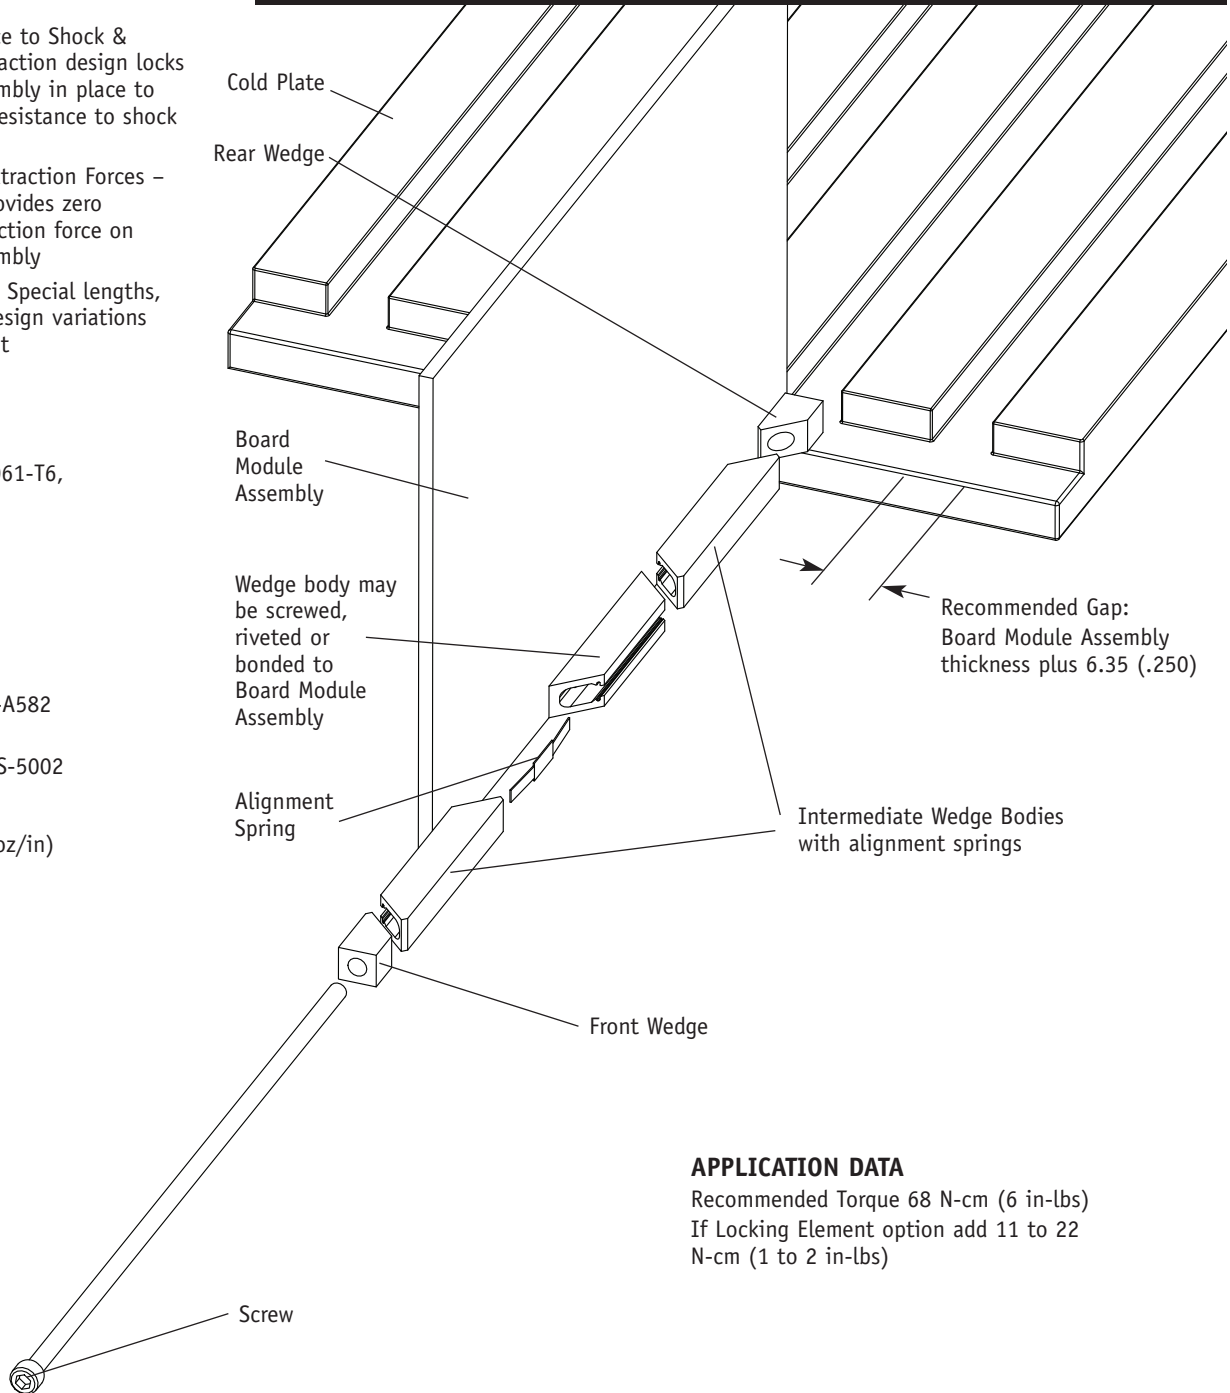 ce to Shock &
action design locks
mbly in place to
esistance to shock
traction Forces –
ovides zero
ction force on
mbly
Special lengths,
esign variations
t
061-T6,
-A582
S-5002
oz/in)
Cold Plate
Rear Wedge
Board
Module
Assembly
Wedge body may
be screwed,
riveted or
bonded to
Board Module
Assembly
Alignment
Spring
Recommended Gap:
Board Module Assembly
thickness plus 6.35 (.250)
Intermediate Wedge Bodies
with alignment springs
Front Wedge
APPLICATION DATA
Recommended Torque 68 N-cm (6 in-lbs)
If Locking Element option add 11 to 22
N-cm (1 to 2 in-lbs)
Screw